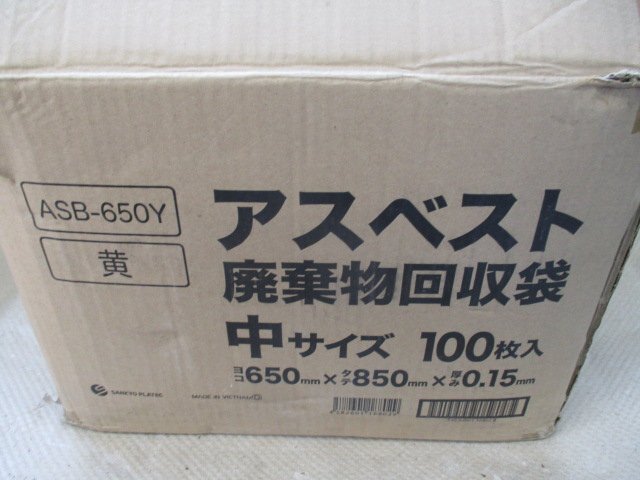 ASB-650Y
黄
アスベスト
廃棄物回収袋
中サイズ 100枚入
ヨコ650mm×タテ850mm×厚み0.15mm
SANKYO PLATEC
MADE IN VIETNAM